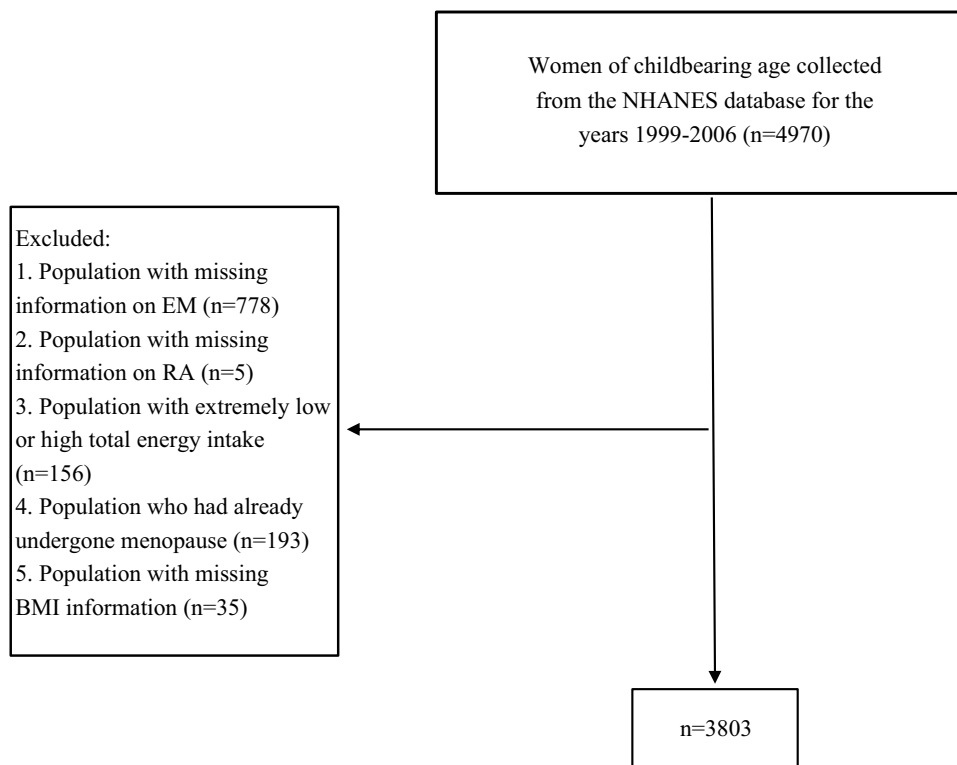 Women of childbearing age collected
from the NHANES database for the
years 1999-2006 (n=4970)
Excluded:
1. Population with missing
information on EM (n=778)
2. Population with missing
information on RA (n=5)
3. Population with extremely low
or high total energy intake
(n=156)
4. Population who had already
undergone menopause (n=193)
5. Population with missing
BMI information (n=35)
n=3803